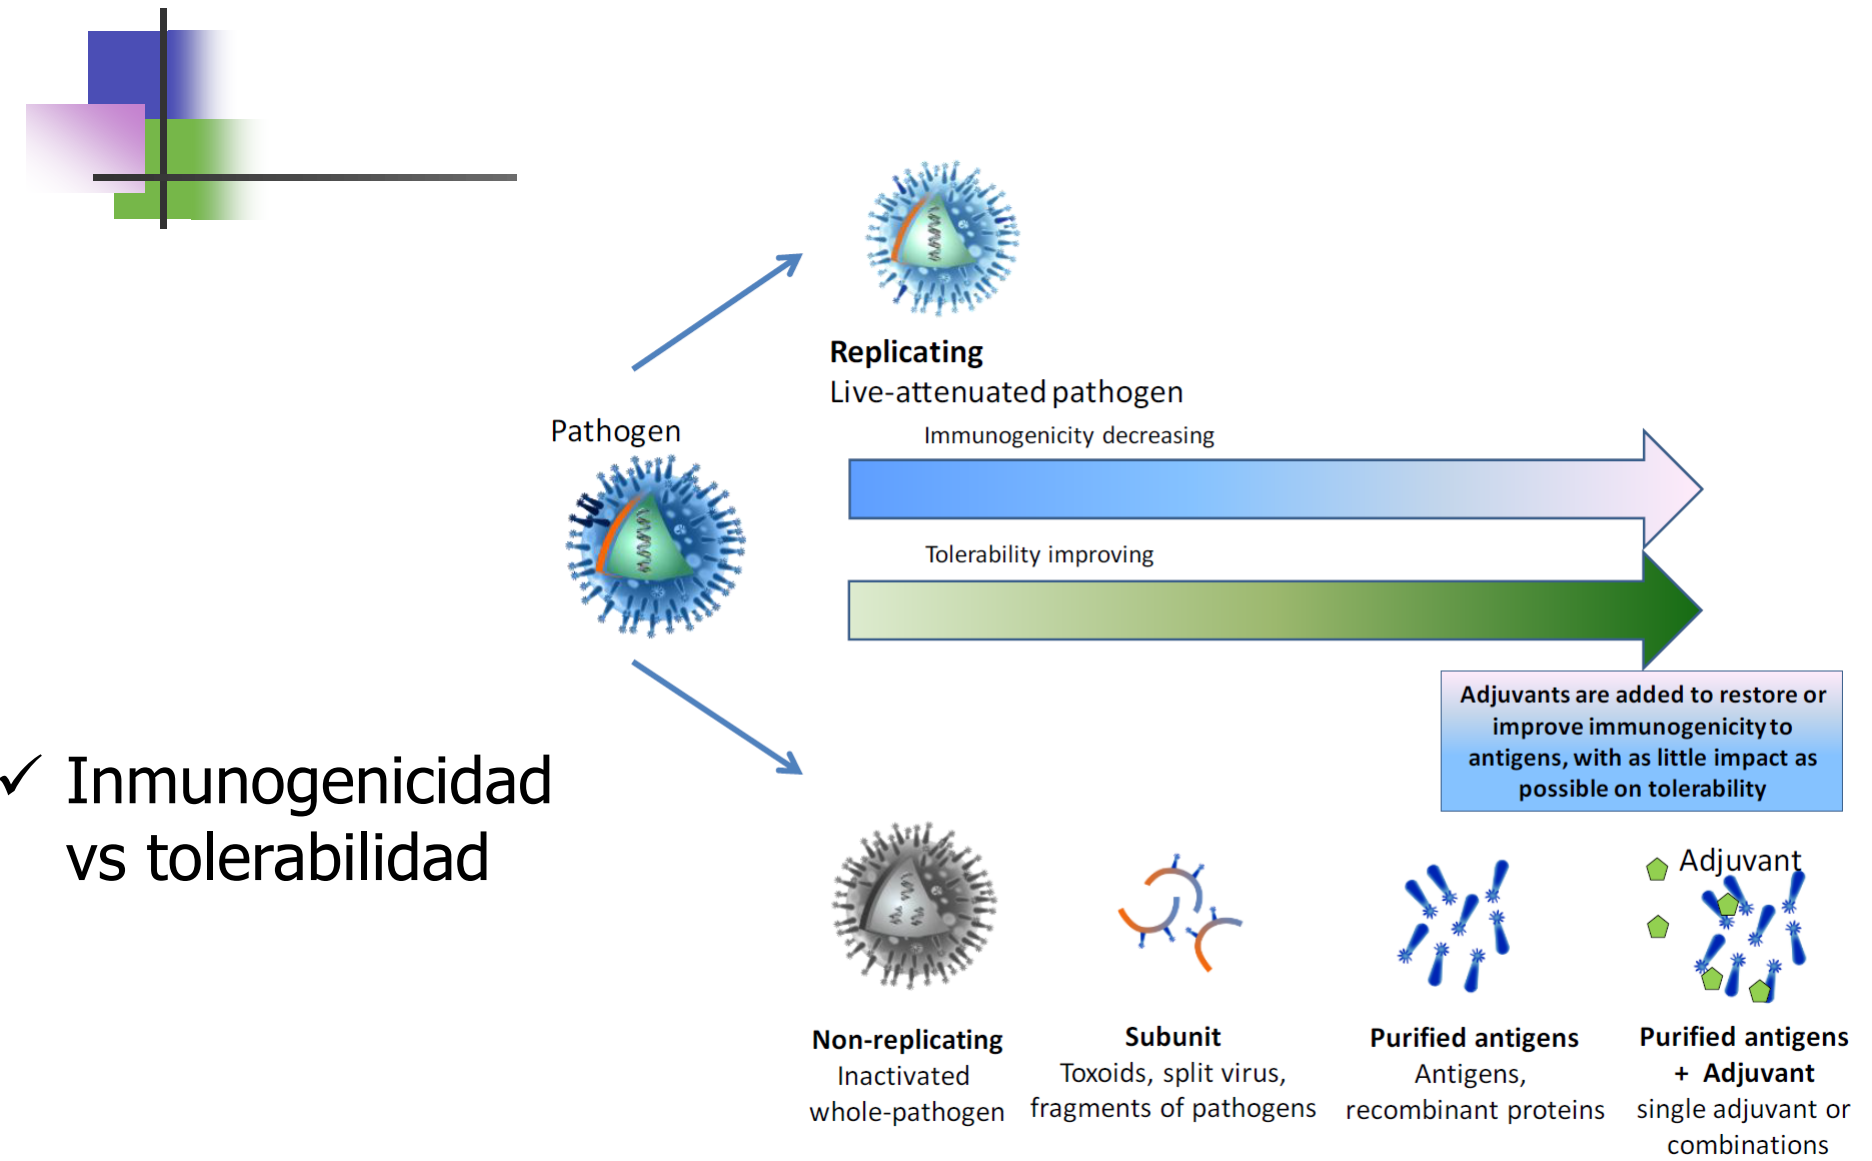 Replicating
Live-attenuated pathogen
Pathogen
Immunogenicity decreasing
Tolerability improving
Adjuvants are added to restore or
improve immunogenicity to
antigens, with as little impact as
possible on tolerability
✓ Inmunogenicidad
vs tolerabilidad
Adjuvant
Non-replicating
Inactivated
whole-pathogen
Subunit
Toxoids, split virus,
fragments of pathogens
Purified antigens
Antigens,
recombinant proteins
Purified antigens
+ Adjuvant
single adjuvant or
combinations